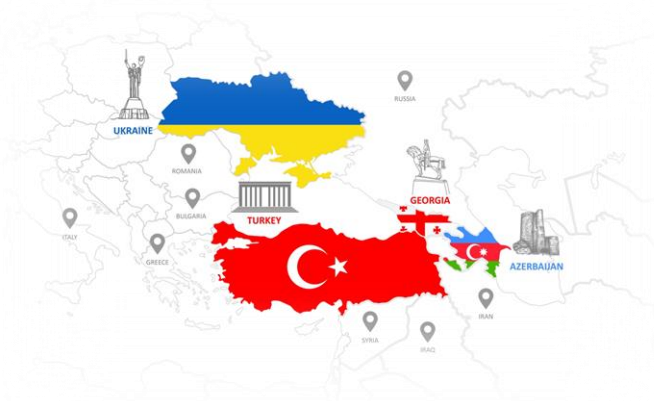 RUSSIA
UKRAINE
ROMANIA
GEORGIA
BULGARIA
TURKEY
ITALY
GREECE
AZERBAIJAN
IRAN
SYRIA
IRAQ